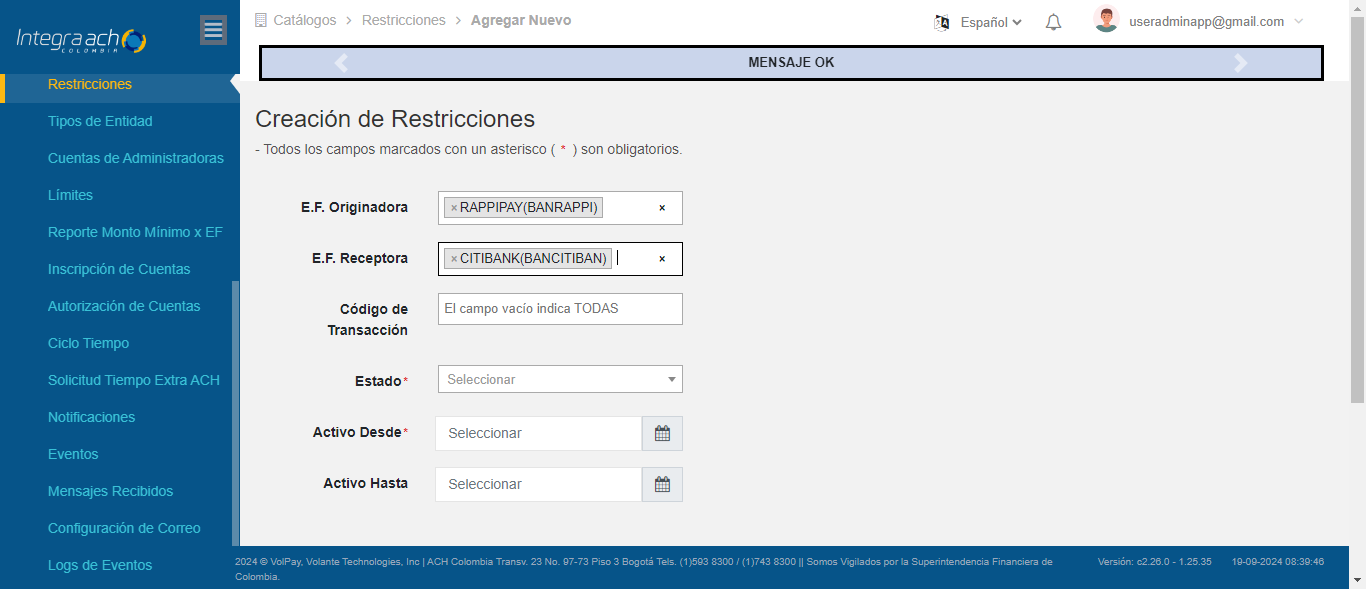 Integra ach
COLOMBIA
Catálogos > Restricciones > Agregar Nuevo
Español
useradminapp@gmail.com
MENSAJE OK
Restricciones
Tipos de Entidad
Cuentas de Administradoras
Límites
Reporte Monto Mínimo x EF
Inscripción de Cuentas
Autorización de Cuentas
Ciclo Tiempo
Solicitud Tiempo Extra ACH
Notificaciones
Eventos
Mensajes Recibidos
Configuración de Correo
Logs de Eventos
Creación de Restricciones
- Todos los campos marcados con un asterisco ( * ) son obligatorios.
E.F. Originadora × RAPPIPAY(BANRAPPI) ×
E.F. Receptora × CITIBANK(BANCITIBAN) ×
Código de
Transacción
El campo vacío indica TODAS
Estado* Seleccionar
Activo Desde* Seleccionar
Activo Hasta Seleccionar
2024 © VolPay, Volante Technologies, Inc | ACH Colombia Transv. 23 No. 97-73 Piso 3 Bogotá Tels. (1)593 8300 / (1)743 8300 || Somos Vigilados por la Superintendencia Financiera de
Colombia.
Versión: c2.26.0 - 1.25.35 19-09-2024 08:39:46